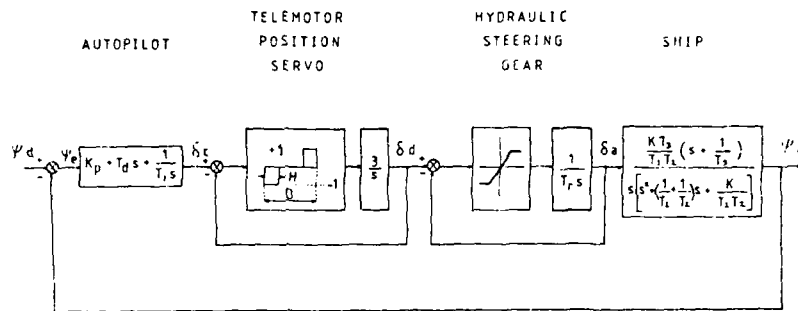 TELEMOTOR HYDRAULIC
AUTOPILOT POSITION STEERING SHIP
SERVO GEAR
ψd + - ψe Kp + Td s + 1/(Ti s) δr + - +1 H D -1 3/s δd + - 1/(Tr s) δa K T3/(T1 T2) (s + 1/T3)
s[s² + (1/T1 + 1/T2)s + K/(T1 T2)]